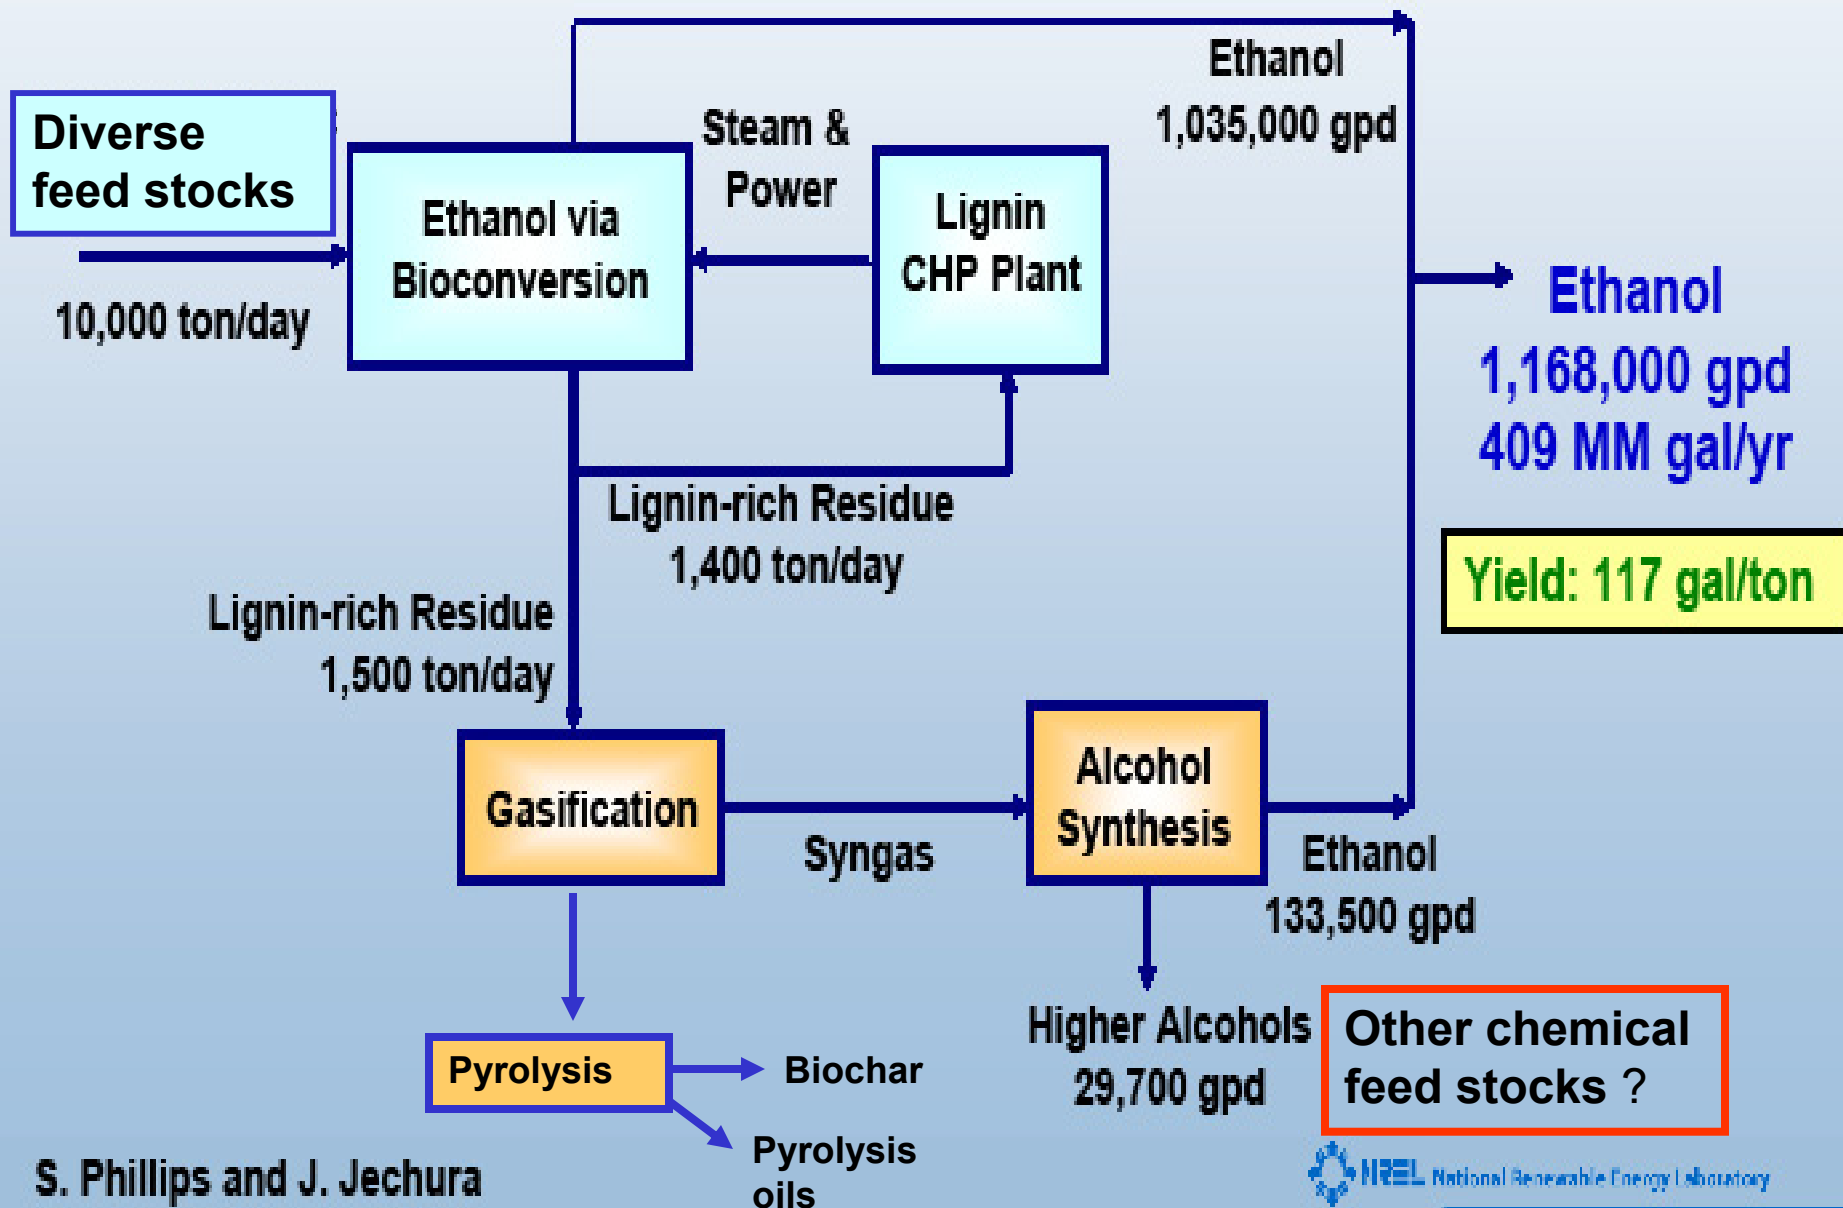 Ethanol
1,035,000 gpd
Diverse
feed stocks
10,000 ton/day
Ethanol via
Bioconversion
Steam &
Power
Lignin
CHP Plant
Ethanol
1,168,000 gpd
409 MM gal/yr
Yield: 117 gal/ton
Lignin-rich Residue
1,400 ton/day
Lignin-rich Residue
1,500 ton/day
Gasification
Syngas
Alcohol
Synthesis
Ethanol
133,500 gpd
Higher Alcohols
29,700 gpd
Other chemical
feed stocks ?
Pyrolysis
Biochar
Pyrolysis
oils
S. Phillips and J. Jechura
NREL National Renewable Energy Laboratory